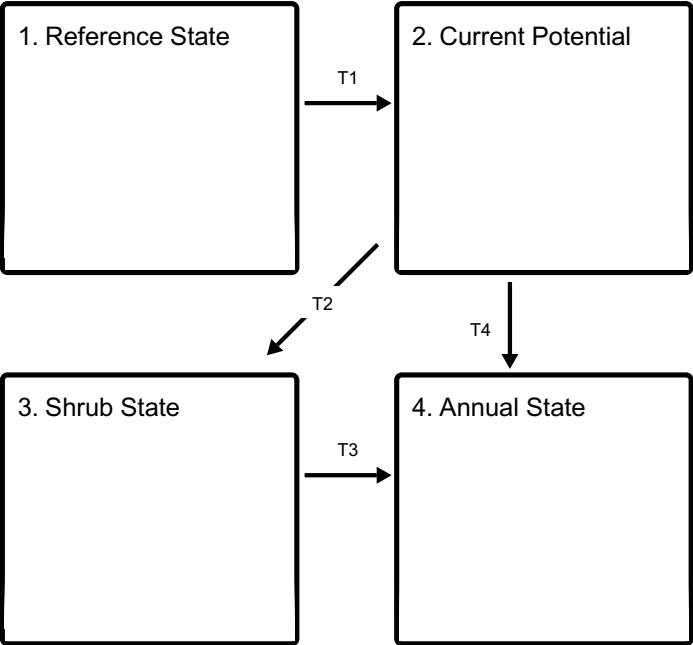 1. Reference State
T1
2. Current Potential
T2
T4
3. Shrub State
T3
4. Annual State